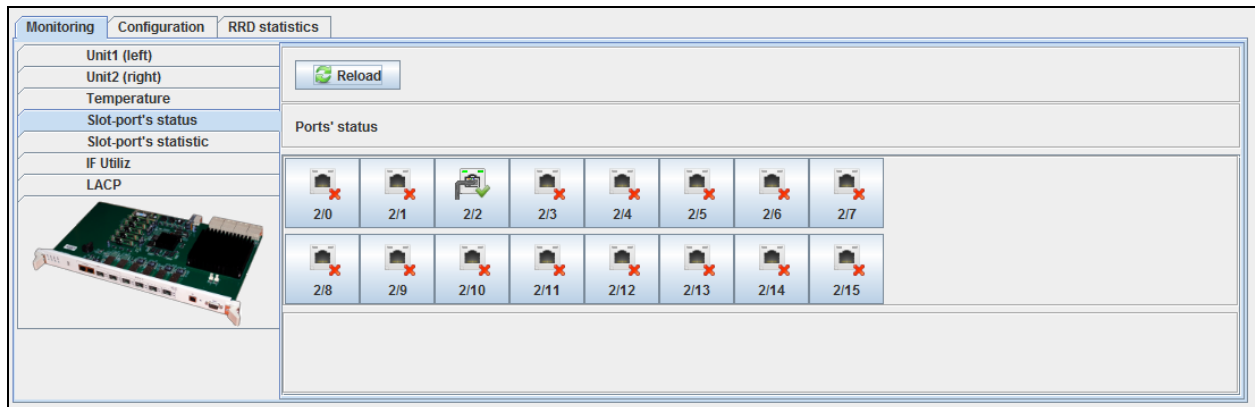 Monitoring Configuration RRD statistics
Unit1 (left)
Unit2 (right)
Temperature
Slot-port's status
Slot-port's statistic
IF Utiliz
LACP
Reload
Ports' status
2/0 2/1 2/2 2/3 2/4 2/5 2/6 2/7
2/8 2/9 2/10 2/11 2/12 2/13 2/14 2/15